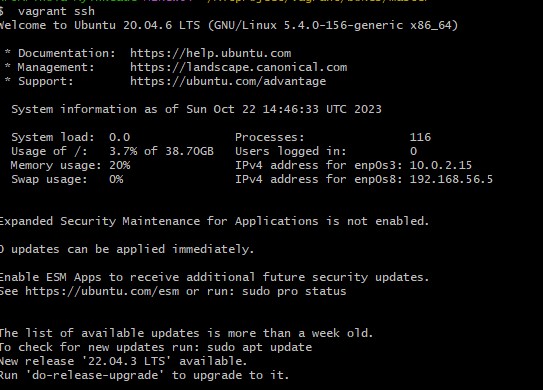 $ vagrant ssh
Welcome to Ubuntu 20.04.6 LTS (GNU/Linux 5.4.0-156-generic x86_64)
* Documentation: https://help.ubuntu.com
* Management: https://landscape.canonical.com
* Support: https://ubuntu.com/advantage
System information as of Sun Oct 22 14:46:33 UTC 2023
System load: 0.0 Processes: 116
Usage of /: 3.7% of 38.70GB Users logged in: 0
Memory usage: 20% IPv4 address for enp0s3: 10.0.2.15
Swap usage: 0% IPv4 address for enp0s8: 192.168.56.5
Expanded Security Maintenance for Applications is not enabled.
0 updates can be applied immediately.
Enable ESM Apps to receive additional future security updates.
See https://ubuntu.com/esm or run: sudo pro status
The list of available updates is more than a week old.
To check for new updates run: sudo apt update
New release '22.04.3 LTS' available.
Run 'do-release-upgrade' to upgrade to it.